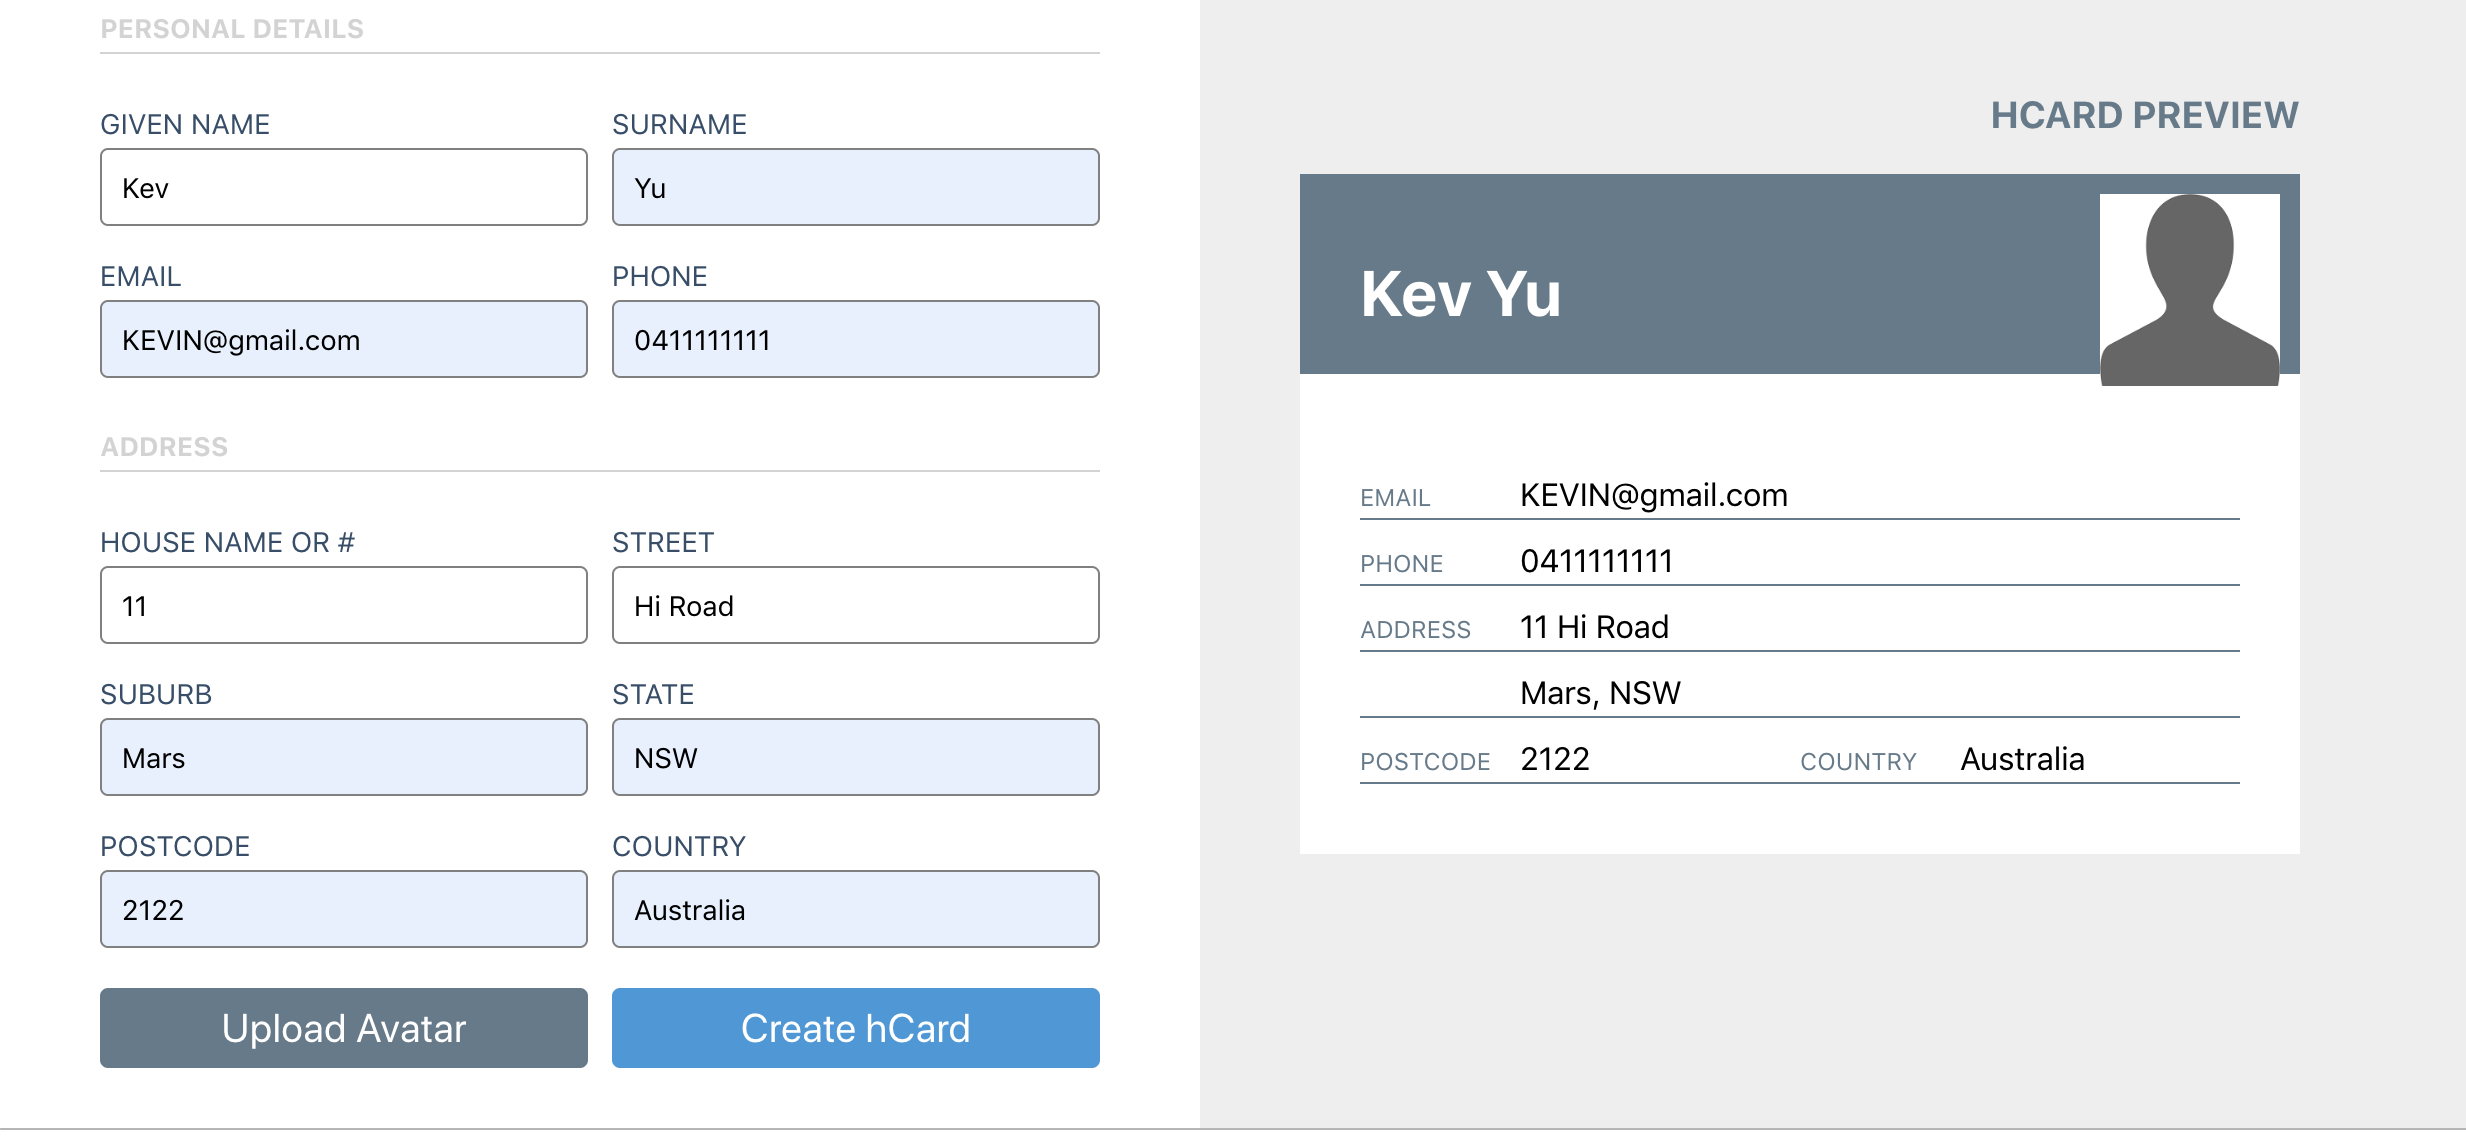 PERSONAL DETAILS
GIVEN NAME
SURNAME
Kev
Yu
EMAIL
PHONE
KEVIN@gmail.com
0411111111
ADDRESS
HOUSE NAME OR #
STREET
11
Hi Road
SUBURB
STATE
Mars
NSW
POSTCODE
COUNTRY
2122
Australia
Upload Avatar
Create hCard
HCARD PREVIEW
Kev Yu
EMAIL KEVIN@gmail.com
PHONE 0411111111
ADDRESS 11 Hi Road
Mars, NSW
POSTCODE 2122 COUNTRY Australia